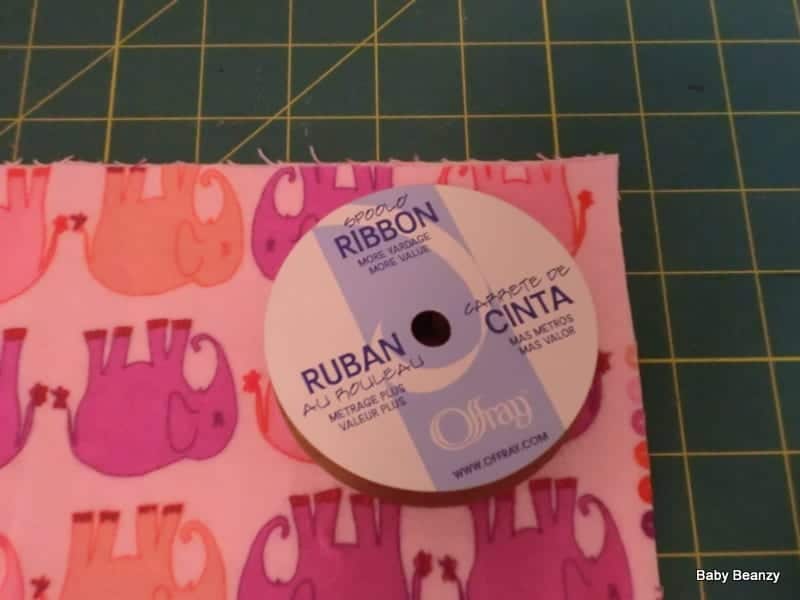 SPOOLO'
RIBBON
MORE YARDAGE
MORE VALUE
CARRETE DE
CINTA
MAS METROS
MAS VALOR
RUBAN
AU ROULEAU
METRAGE PLUS
VALEUR PLUS
Offray
WWW.OFFRAY.COM
Baby Beanzy